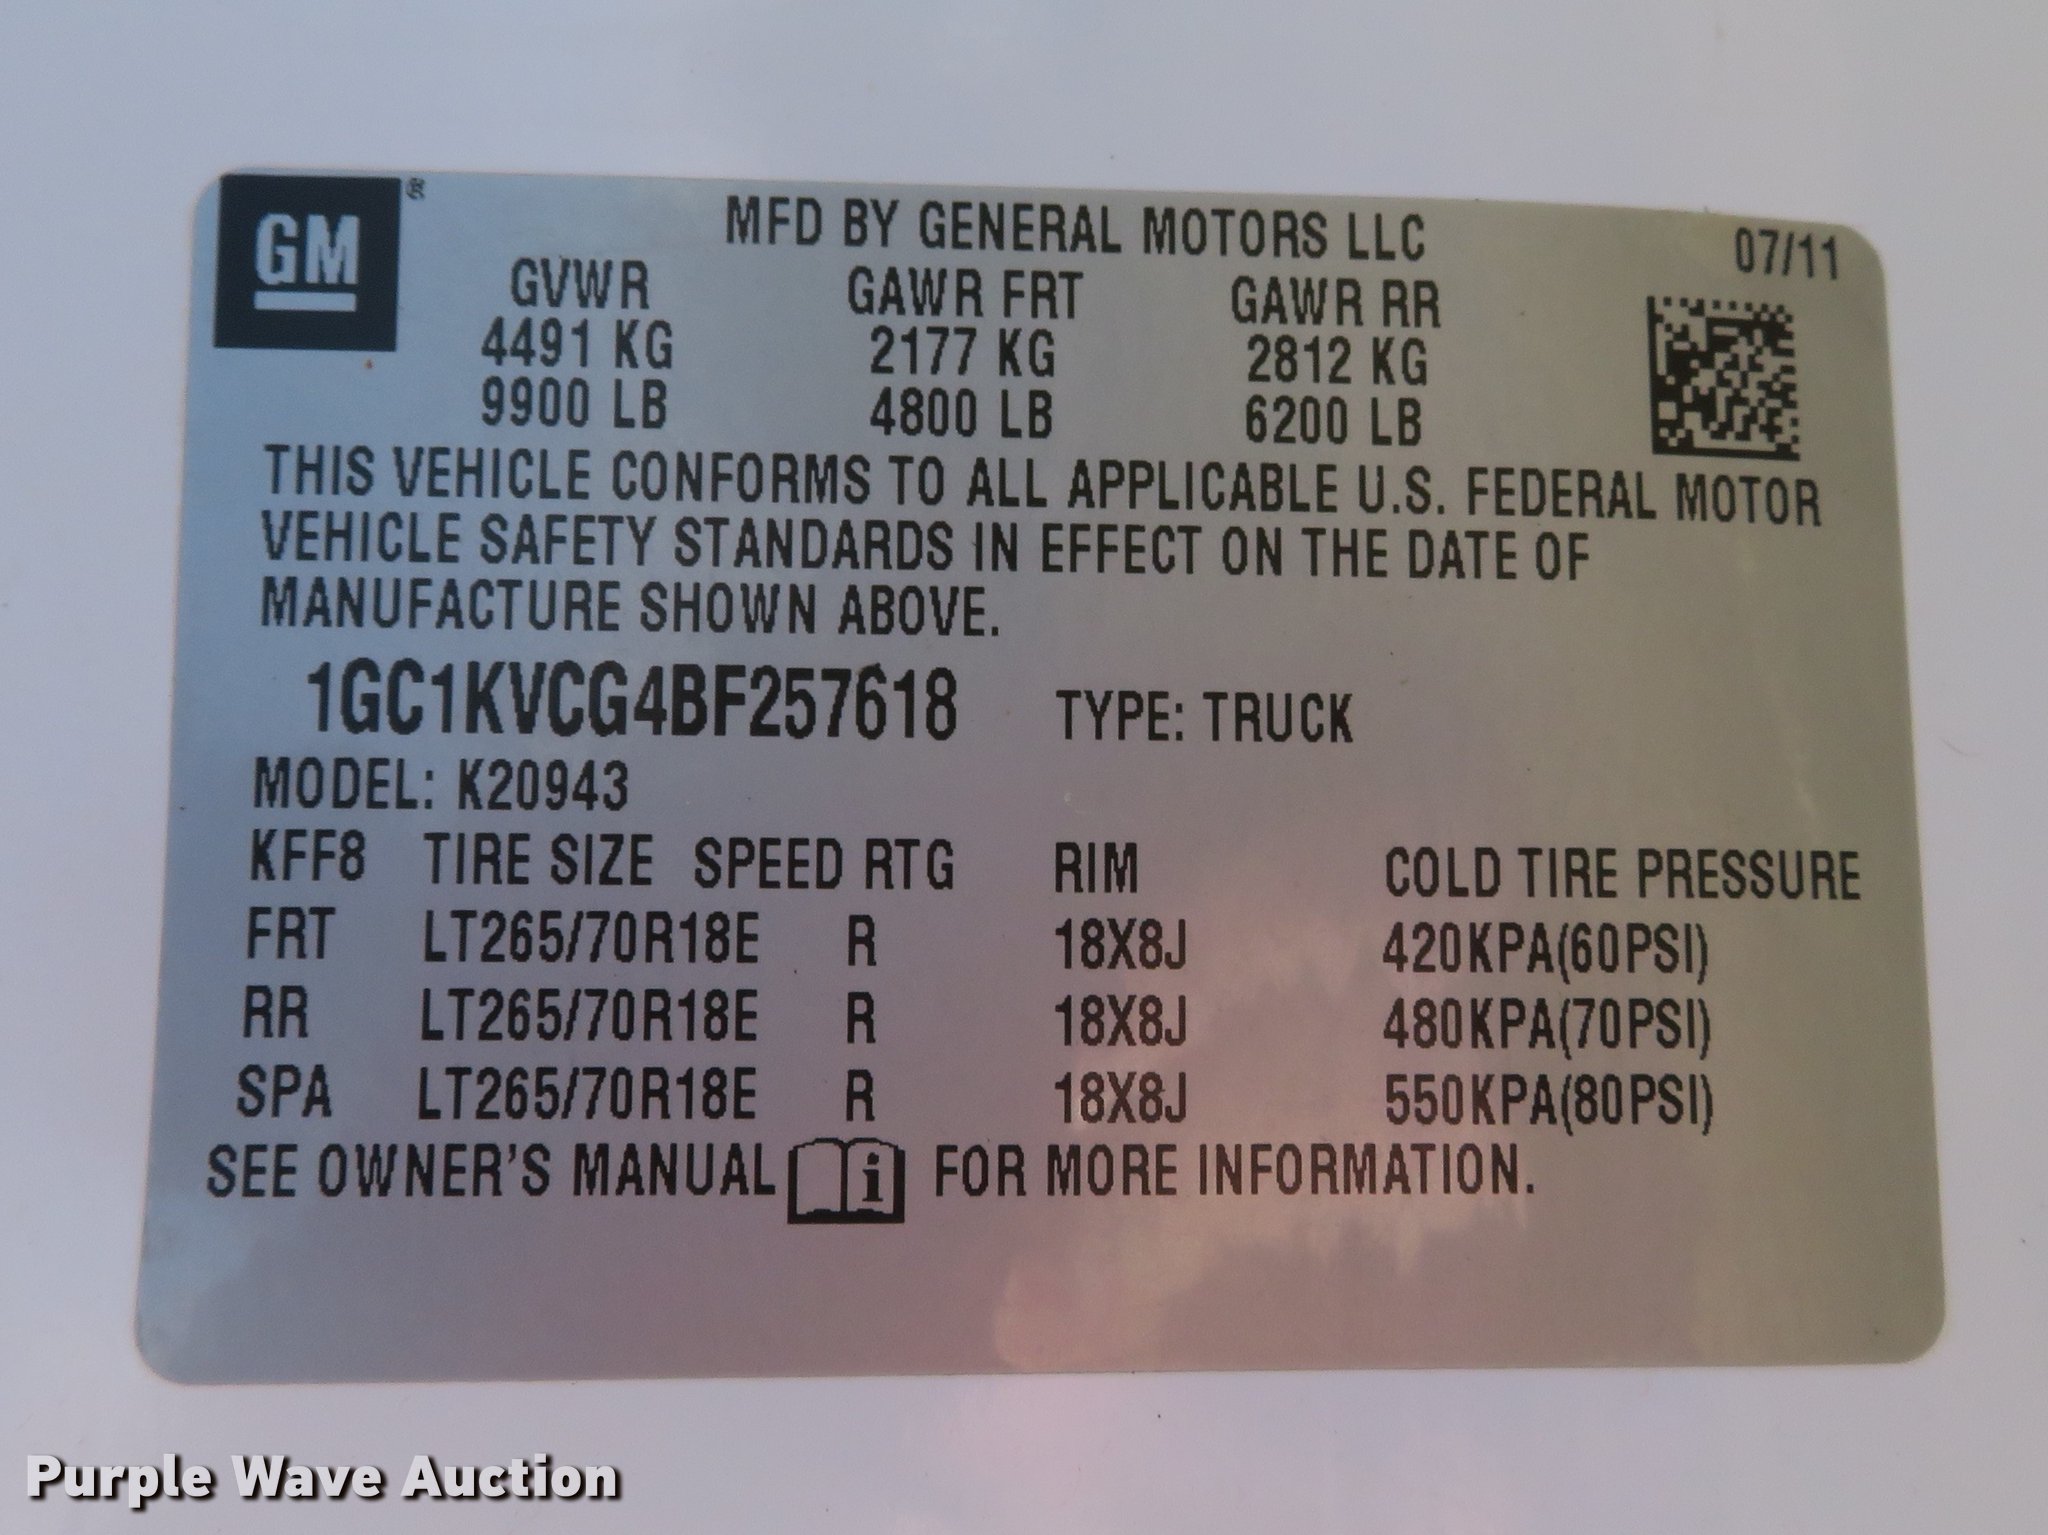 GM ®
MFD BY GENERAL MOTORS LLC 07/11
GVWR GAWR FRT GAWR RR
4491 KG 2177 KG 2812 KG
9900 LB 4800 LB 6200 LB
THIS VEHICLE CONFORMS TO ALL APPLICABLE U.S. FEDERAL MOTOR
VEHICLE SAFETY STANDARDS IN EFFECT ON THE DATE OF
MANUFACTURE SHOWN ABOVE.
1GC1KVCG4BF257618 TYPE: TRUCK
MODEL: K20943
KFF8 TIRE SIZE SPEED RTG RIM COLD TIRE PRESSURE
FRT LT265/70R18E R 18X8J 420KPA(60PSI)
RR LT265/70R18E R 18X8J 480KPA(70PSI)
SPA LT265/70R18E R 18X8J 550KPA(80PSI)
SEE OWNER'S MANUAL i FOR MORE INFORMATION.
Purple Wave Auction